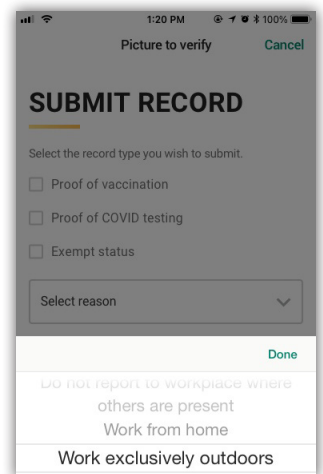 1:20 PM
100%
Picture to verify
Cancel
SUBMIT RECORD
Select the record type you wish to submit.
Proof of vaccination
Proof of COVID testing
Exempt status
Select reason
Done
Do not report to workplace where
others are present
Work from home
Work exclusively outdoors